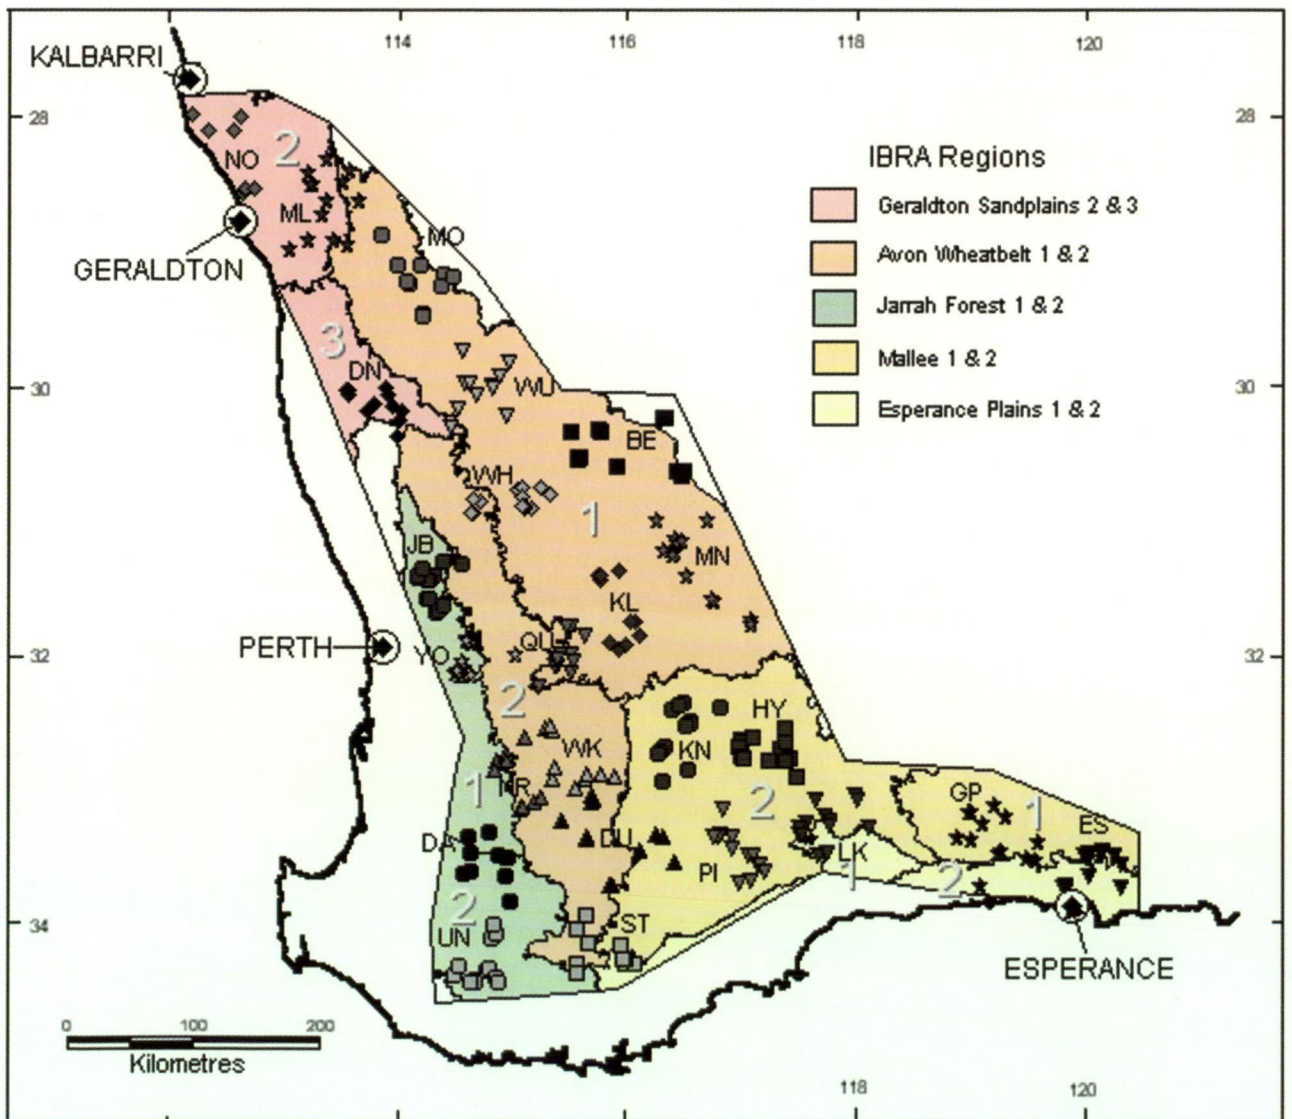 114 116 118 120
KALBARRI
28 28
IBRA Regions
2
NO
Geraldton Sandplains 2 & 3
ML
MO
Avon Wheatbelt 1 & 2
GERALDTON
Jarrah Forest 1 & 2
3
Mallee 1 & 2
DN
30 WU 30
Esperance Plains 1 & 2
BE
WH
1
JB
MN
KL
QU
PERTH
YO
32 32
2
HY
WK
KN
1
NR
2
GP
1
ES
DA
DU
LK
PI
1
2
2
34
ST
UN
ESPERANCE
0 100 200
Kilometres
118 120